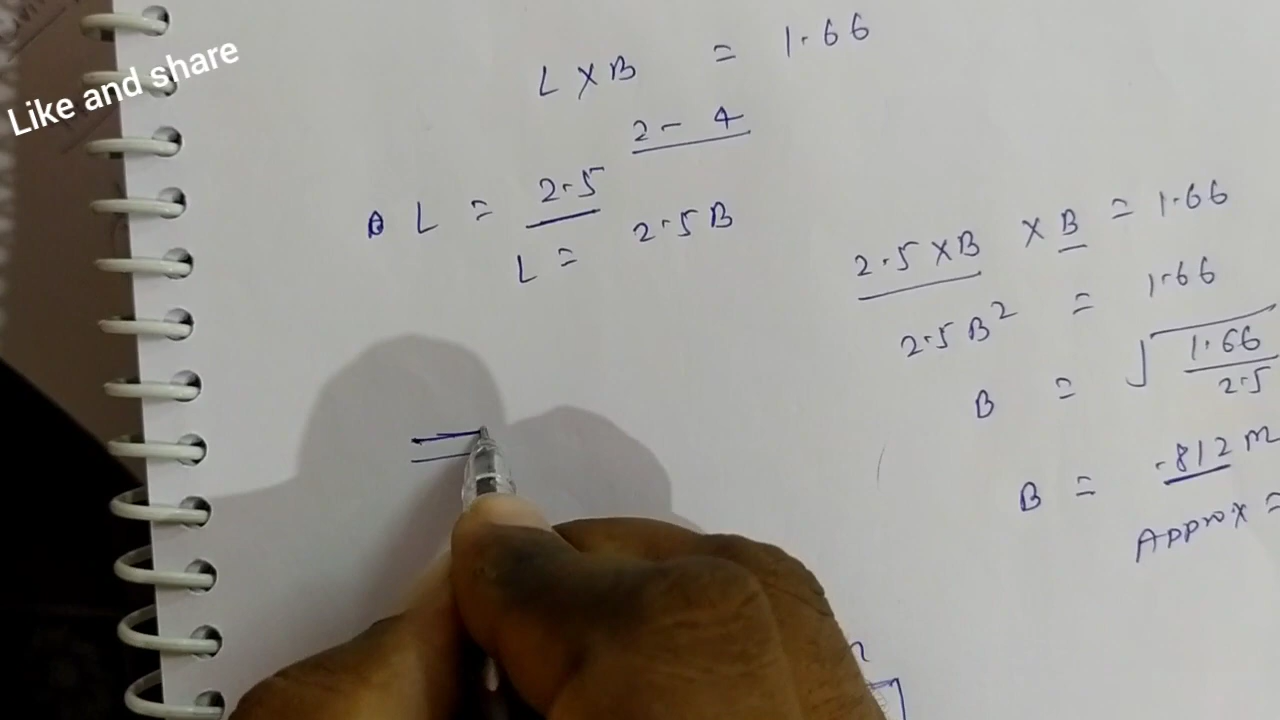 Like and share
L × B = 1.66
2 - 4
L = 2.5
L = 2.5 B
2.5 × B × B = 1.66
2.5 B² = 1.66
B = √ 1.66
2.5
B = .812 m
Approx =